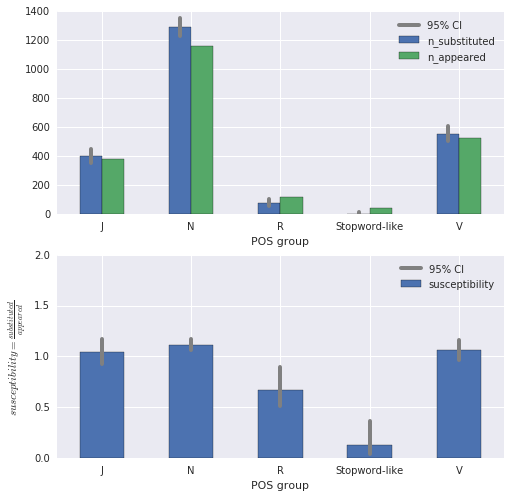 1400
1200
1000
800
600
400
200
0
95% CI
n_substituted
n_appeared
J N R Stopword-like V
POS group
2.0
1.5
1.0
0.5
0.0
susceptibility = substituted / appeared
95% CI
susceptibility
J N R Stopword-like V
POS group